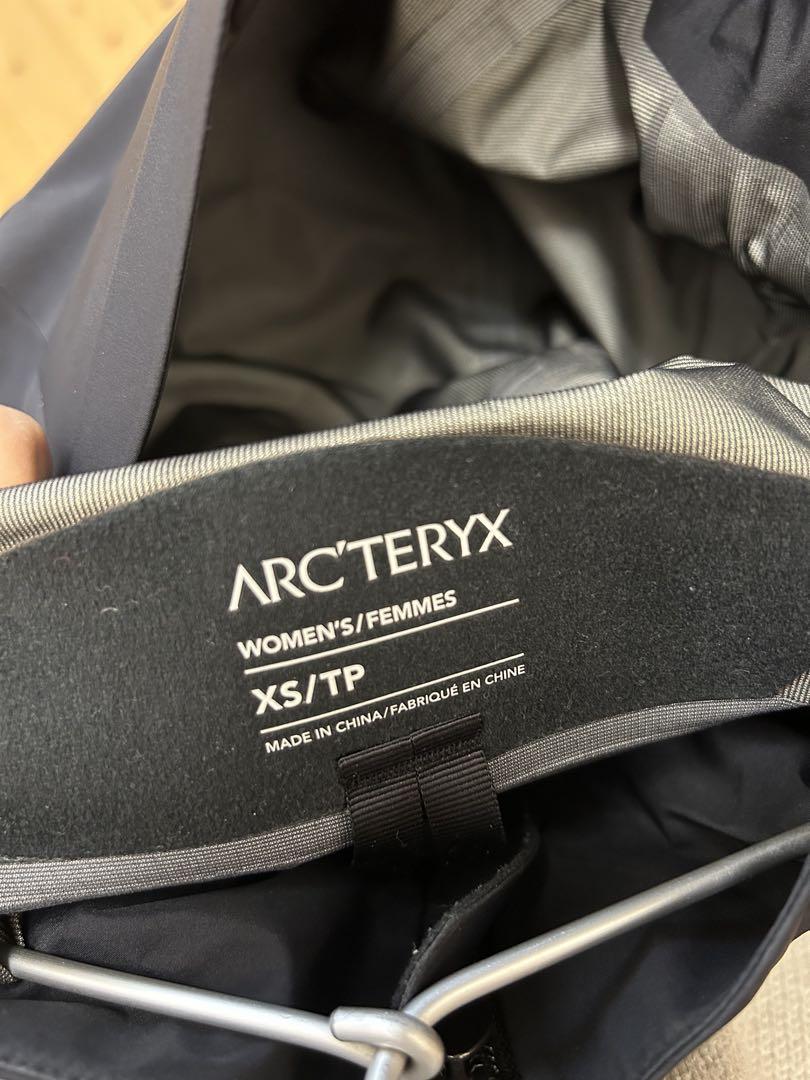 ARC'TERYX
WOMEN'S/FEMMES
XS/TP
MADE IN CHINA/FABRIQUÉ EN CHINE